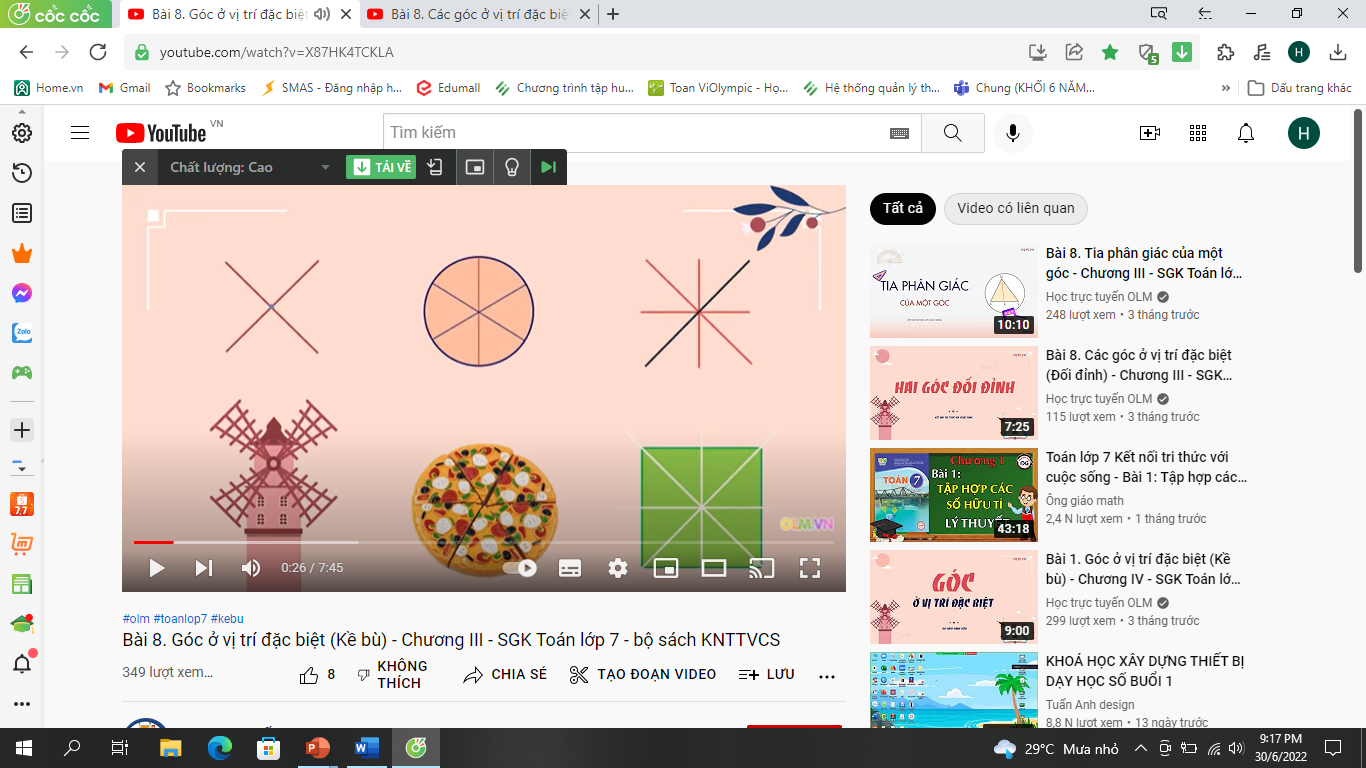 cốc cốc
Bài 8. Góc ở vị trí đặc biệt
Bài 8. Các góc ở vị trí đặc biệ
youtube.com/watch?v=X87HK4TCKLA
5
H
Home.vn
Gmail
Bookmarks
SMAS - Đăng nhập h...
Edumall
Chương trình tập hu...
Toan ViOlympic - Họ...
Hệ thống quản lý th...
Chung (KHỐI 6 NĂM...
»
Dấu trang khác
YouTube VN
Tìm kiếm
H
Chất lượng: Cao
TẢI VỀ
Zalo
7.7
OLM.VN
0:26 / 7:45
#olm #toanlop7 #kebu
Bài 8. Góc ở vị trí đặc biệt (Kề bù) - Chương III - SGK Toán lớp 7 - bộ sách KNTTVCS
349 lượt xem...
8
KHÔNG THÍCH
CHIA SẺ
TẠO ĐOẠN VIDEO
LƯU
Tất cả
Video có liên quan
TIA PHÂN GIÁC
CỦA MỘT GÓC
10:10
Bài 8. Tia phân giác của một
góc - Chương III - SGK Toán lớ...
Học trực tuyến OLM
248 lượt xem • 3 tháng trước
HAI GÓC ĐỐI ĐỈNH
7:25
Bài 8. Các góc ở vị trí đặc biệt
(Đối đỉnh) - Chương III - SGK...
Học trực tuyến OLM
115 lượt xem • 3 tháng trước
Chương 1
TOÁN 7
Bài 1:
TẬP HỢP CÁC
SỐ HỮU TỈ
LÝ THUYẾT
43:18
Toán lớp 7 Kết nối tri thức với
cuộc sống - Bài 1: Tập hợp các...
Ông giáo math
2,4 N lượt xem • 1 tháng trước
GÓC
Ở VỊ TRÍ ĐẶC BIỆT
9:00
Bài 1. Góc ở vị trí đặc biệt (Kề
bù) - Chương IV - SGK Toán lớ...
Học trực tuyến OLM
299 lượt xem • 3 tháng trước
KHOÁ HỌC XÂY DỰNG THIẾT BỊ
DẠY HỌC SỐ BUỔI 1
Tuấn Anh design
8,8 N lượt xem • 13 ngày trước
29°C Mưa nhỏ
9:17 PM
30/6/2022